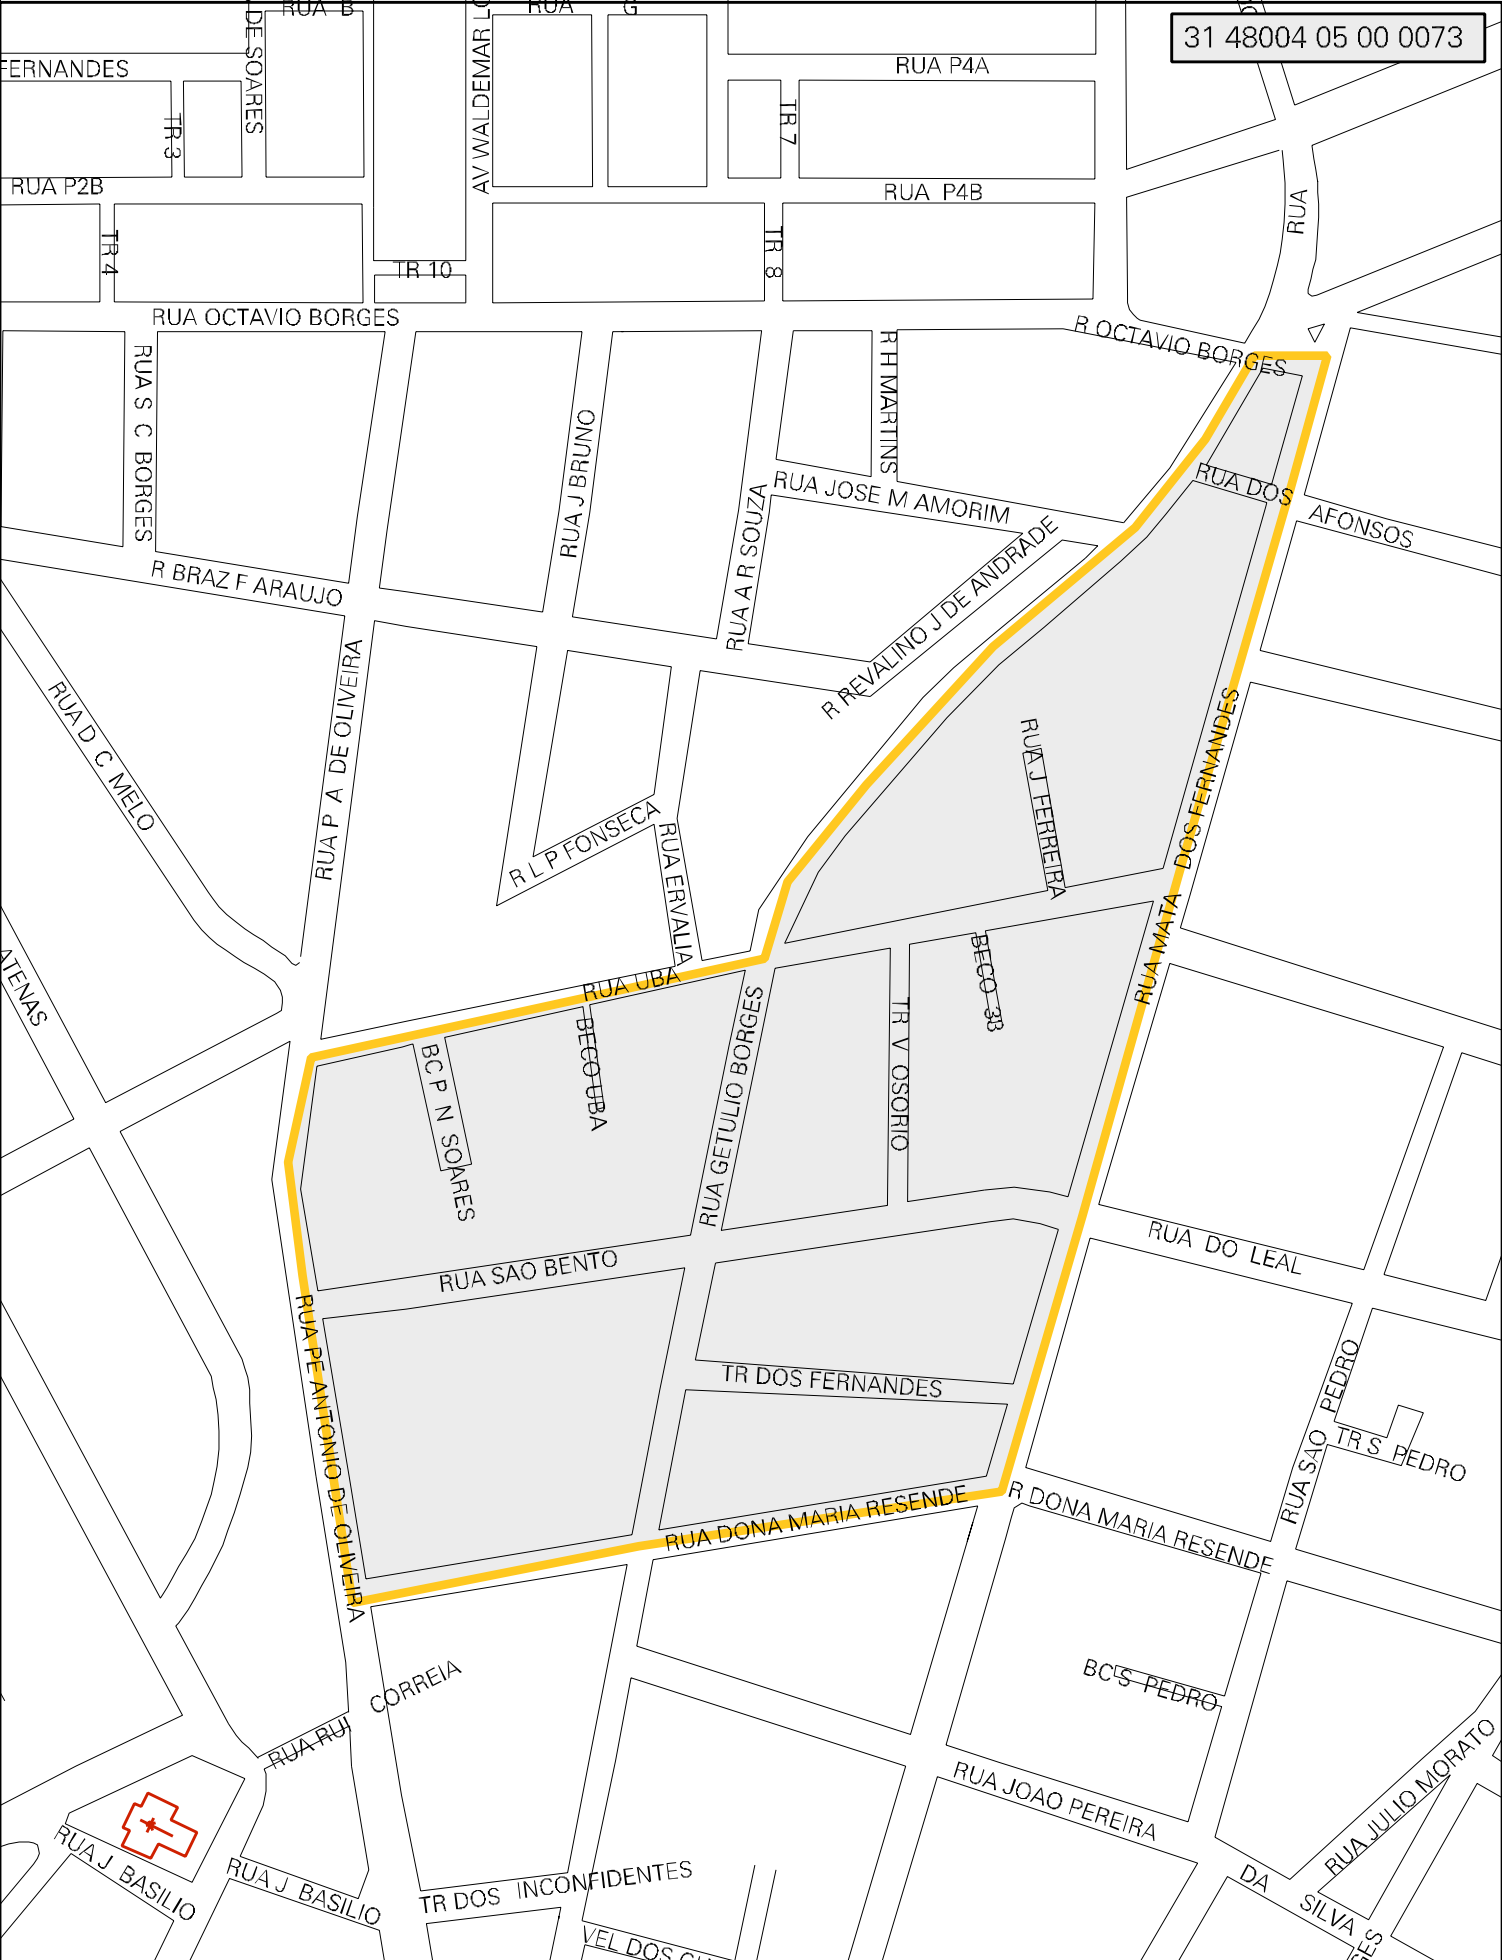 RUA B
RUA G
31 48004 05 00 0073
DE SOARES
FERNANDES
RUA P4A
TR 3
AV WALDEMAR
TR 7
RUA P2B
RUA P4B
RUA
TR 4
TR 8
TR 10
RUA OCTAVIO BORGES
R OCTAVIO BORGES
RUA S C BORGES
R H MARTINS
RUA J BRUNO
RUA DOS AFONSOS
RUA JOSE M AMORIM
RUA A R SOUZA
R BRAZ F ARAUJO
R REVALINO J DE ANDRADE
RUA P A DE OLIVEIRA
RUA D C MELO
RUA J FERREIRA
RUA MATA DOS FERNANDES
R L P FONSECA
RUA ERVALIA
ATENAS
RUA UBA
BECO 3B
BECO UBA
BC P N SOARES
RUA GETULIO BORGES
TR V OSORIO
RUA DO LEAL
RUA SAO BENTO
RUA PE ANTONIO DE OLIVEIRA
TR DOS FERNANDES
RUA SAO PEDRO
TR S PEDRO
RUA DONA MARIA RESENDE
R DONA MARIA RESENDE
BC S PEDRO
RUA RUI CORREIA
RUA JOAO PEREIRA
RUA JULIO MORATO
RUA J BASILIO
RUA J BASILIO
TR DOS INCONFIDENTES
DA SILVA
VEL DOS
ES